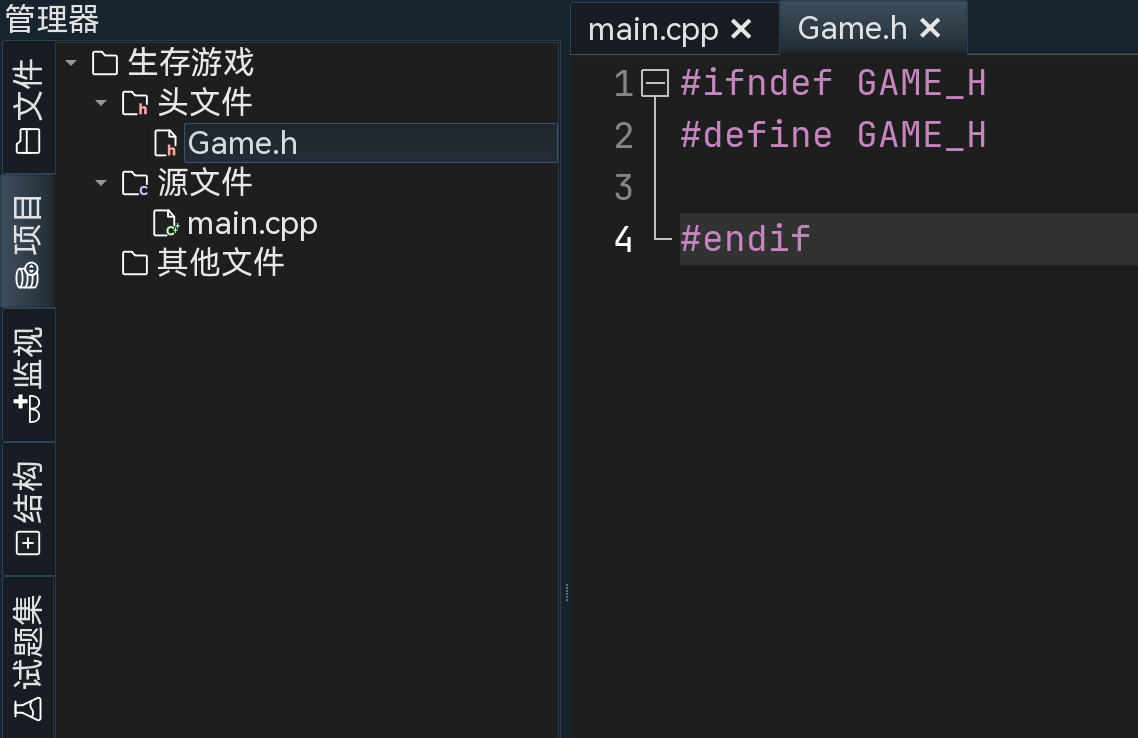 管理器
文件
项目
监视
结构
试题集
生存游戏
头文件
Game.h
源文件
main.cpp
其他文件
main.cpp Game.h
1 #ifndef GAME_H
2 #define GAME_H
3
4 #endif